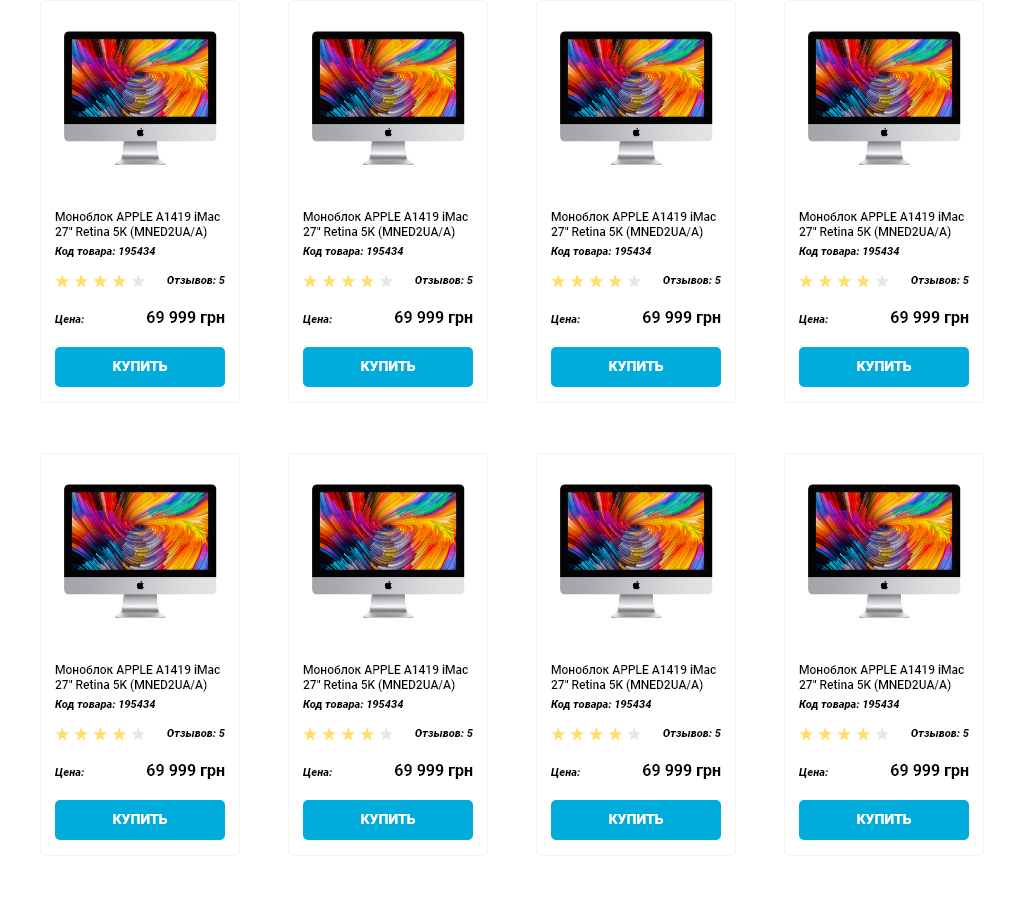 Моноблок APPLE A1419 iMac
27" Retina 5K (MNED2UA/A)
Код товара: 195434
Отзывов: 5
Цена: 69 999 грн
КУПИТЬ
Моноблок APPLE A1419 iMac
27" Retina 5K (MNED2UA/A)
Код товара: 195434
Отзывов: 5
Цена: 69 999 грн
КУПИТЬ
Моноблок APPLE A1419 iMac
27" Retina 5K (MNED2UA/A)
Код товара: 195434
Отзывов: 5
Цена: 69 999 грн
КУПИТЬ
Моноблок APPLE A1419 iMac
27" Retina 5K (MNED2UA/A)
Код товара: 195434
Отзывов: 5
Цена: 69 999 грн
КУПИТЬ
Моноблок APPLE A1419 iMac
27" Retina 5K (MNED2UA/A)
Код товара: 195434
Отзывов: 5
Цена: 69 999 грн
КУПИТЬ
Моноблок APPLE A1419 iMac
27" Retina 5K (MNED2UA/A)
Код товара: 195434
Отзывов: 5
Цена: 69 999 грн
КУПИТЬ
Моноблок APPLE A1419 iMac
27" Retina 5K (MNED2UA/A)
Код товара: 195434
Отзывов: 5
Цена: 69 999 грн
КУПИТЬ
Моноблок APPLE A1419 iMac
27" Retina 5K (MNED2UA/A)
Код товара: 195434
Отзывов: 5
Цена: 69 999 грн
КУПИТЬ